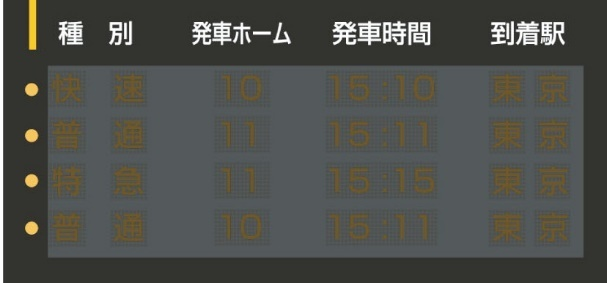 種別 発車ホーム 発車時間 到着駅
快速 10 15:10 東京
普通 11 15:11 東京
特急 11 15:15 東京
普通 10 15:11 東京